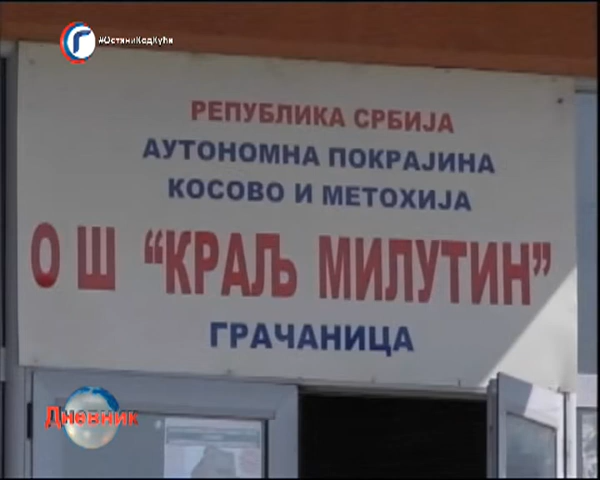 #ОстаниКодКуће
РЕПУБЛИКА СРБИЈА
АУТОНОМНА ПОКРАЈИНА
КОСОВО И МЕТОХИЈА
О Ш “КРАЉ МИЛУТИН”
ГРАЧАНИЦА
Дневник